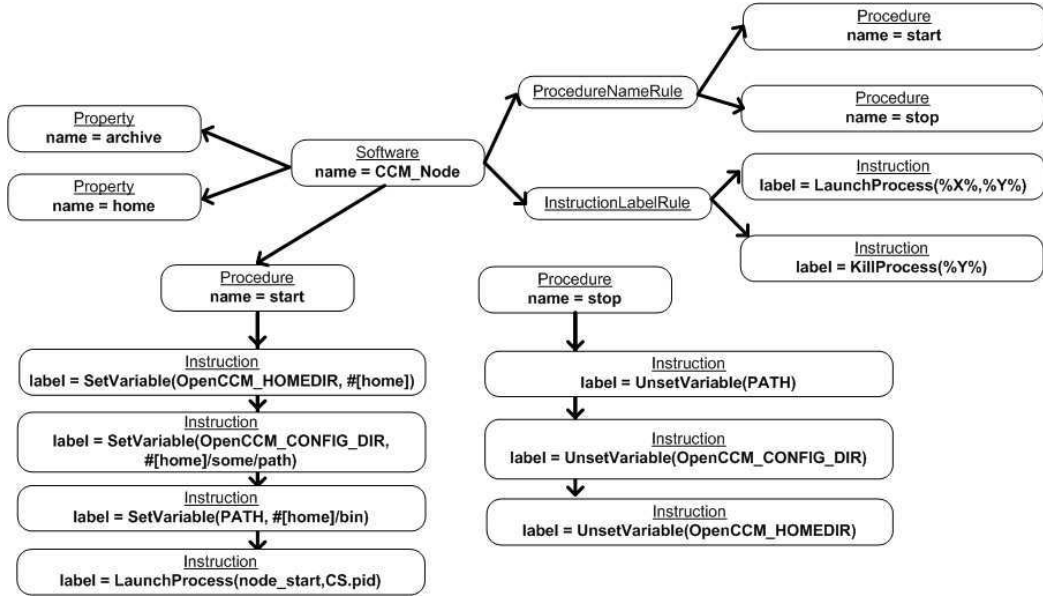 Procedure
name = start
ProcedureNameRule
Procedure
name = stop
Property
name = archive
Software
name = CCM_Node
Property
name = home
InstructionLabelRule
Instruction
label = LaunchProcess(%X%,%Y%)
Instruction
label = KillProcess(%Y%)
Procedure
name = start
Instruction
label = SetVariable(OpenCCM_HOMEDIR, #[home])
Instruction
label = SetVariable(OpenCCM_CONFIG_DIR,
#[home]/some/path)
Instruction
label = SetVariable(PATH, #[home]/bin)
Instruction
label = LaunchProcess(node_start,CS.pid)
Procedure
name = stop
Instruction
label = UnsetVariable(PATH)
Instruction
label = UnsetVariable(OpenCCM_CONFIG_DIR)
Instruction
label = UnsetVariable(OpenCCM_HOMEDIR)